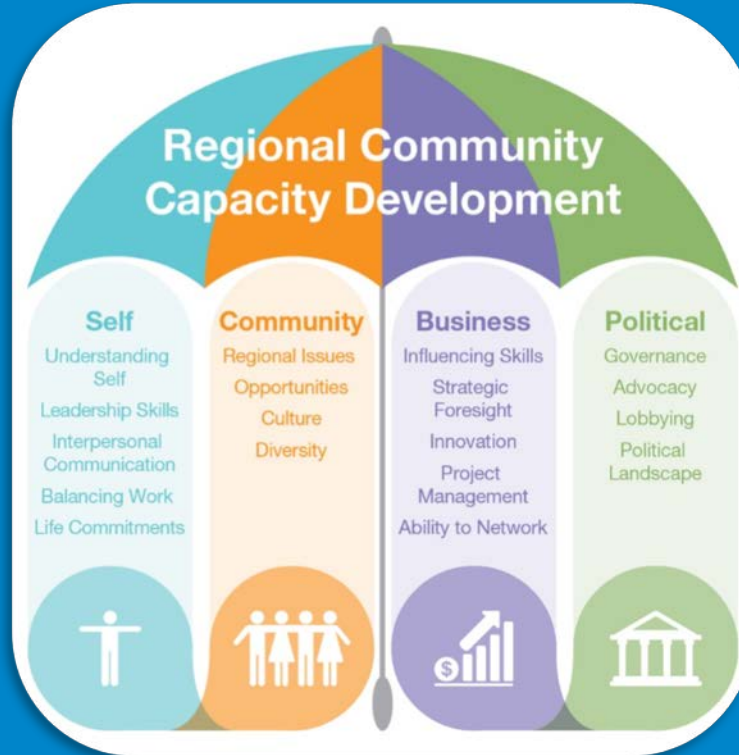 Regional Community
Capacity Development
Self
Understanding
Self
Leadership Skills
Interpersonal
Communication
Balancing Work
Life Commitments
Community
Regional Issues
Opportunities
Culture
Diversity
Business
Influencing Skills
Strategic
Foresight
Innovation
Project
Management
Ability to Network
$
Political
Governance
Advocacy
Lobbying
Political
Landscape